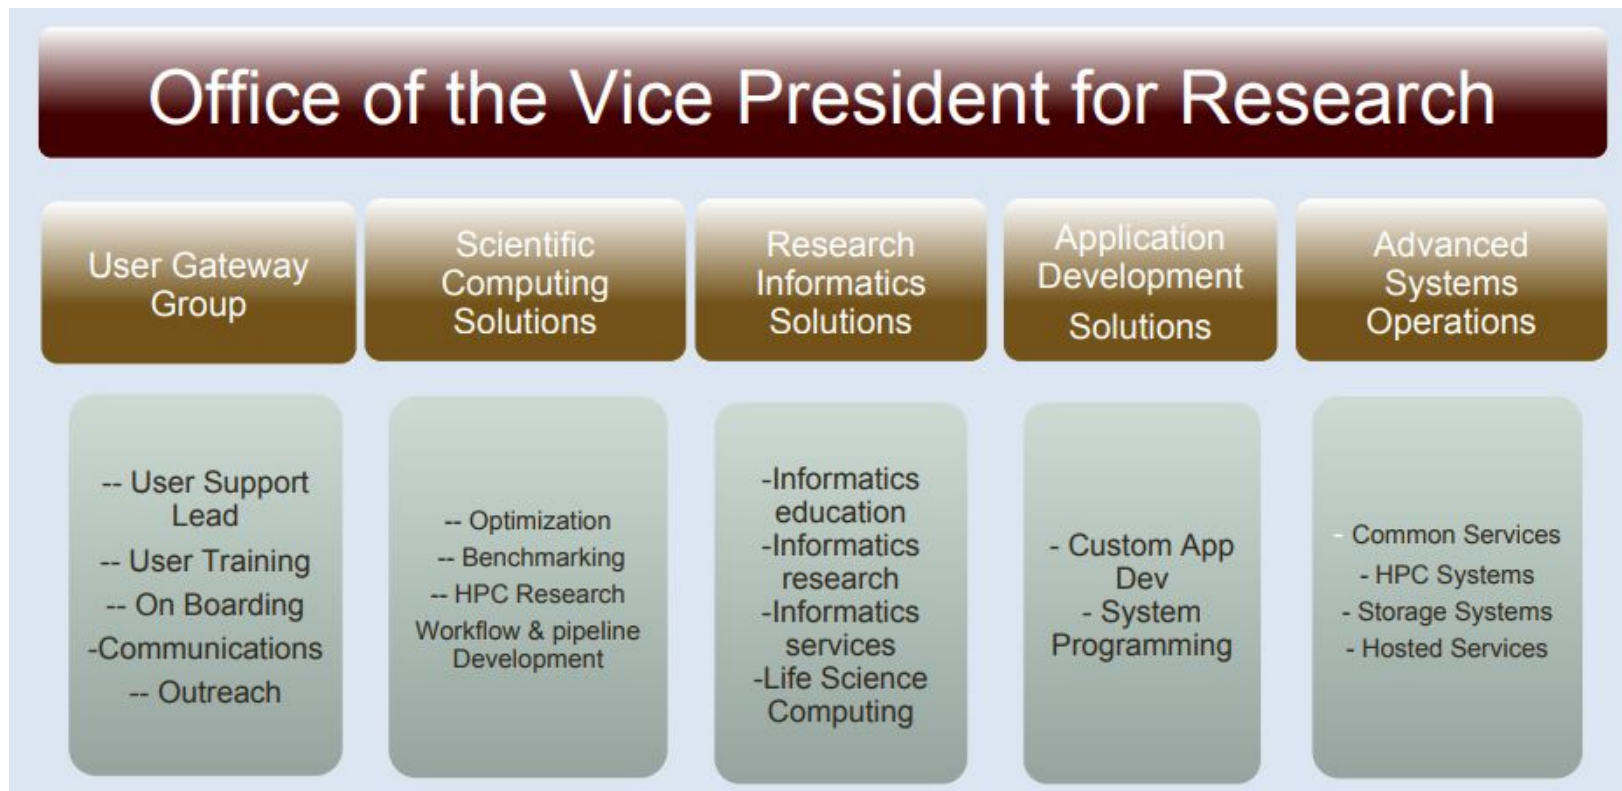 Office of the Vice President for Research
User Gateway
Group
Scientific
Computing
Solutions
Research
Informatics
Solutions
Application
Development
Solutions
Advanced
Systems
Operations
-- User Support
Lead
-- User Training
-- On Boarding
-Communications
-- Outreach
-- Optimization
-- Benchmarking
-- HPC Research
Workflow & pipeline
Development
-Informatics
education
-Informatics
research
-Informatics
services
-Life Science
Computing
- Custom App
Dev
- System
Programming
- Common Services
- HPC Systems
- Storage Systems
- Hosted Services